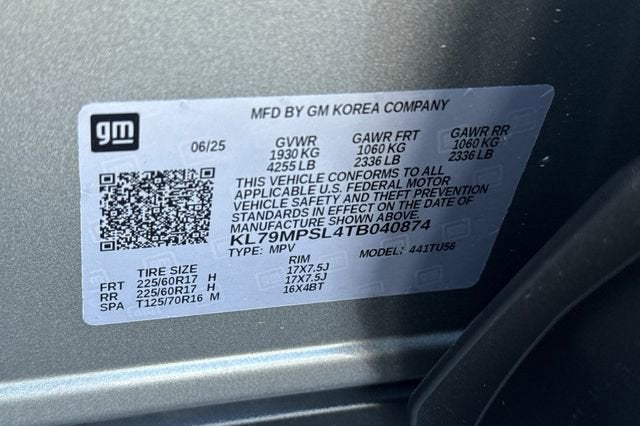 MFD BY GM KOREA COMPANY
gm
06/25
GVWR GAWR FRT GAWR RR
1930 KG 1060 KG 1060 KG
4255 LB 2336 LB 2336 LB
THIS VEHICLE CONFORMS TO ALL
APPLICABLE U.S. FEDERAL MOTOR
VEHICLE SAFETY AND THEFT PREVENTION
STANDARDS IN EFFECT ON THE DATE OF
MANUFACTURE SHOWN ABOVE.
KL79MPSL4TB040874
TYPE: MPV MODEL: 441TU56
TIRE SIZE RIM
FRT 225/60R17 H 17X7.5J
RR 225/60R17 H 17X7.5J
SPA T125/70R16 M 16X4BT